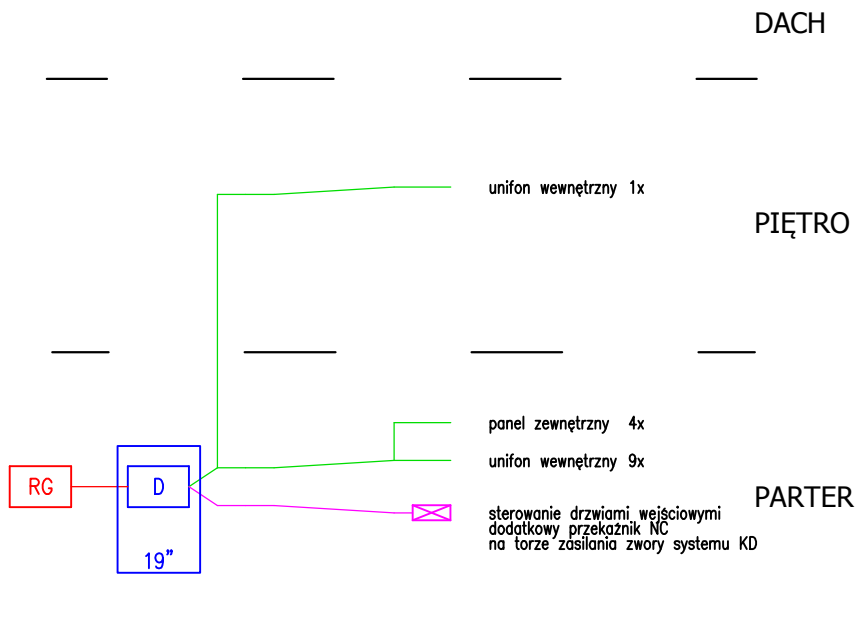 DACH
unifon wewnętrzny 1x
PIĘTRO
panel zewnętrzny 4x
unifon wewnętrzny 9x
RG
D
19"
sterowanie drzwiami wejściowymi
dodatkowy przekaźnik NC
na torze zasilania zwory systemu KD
PARTER